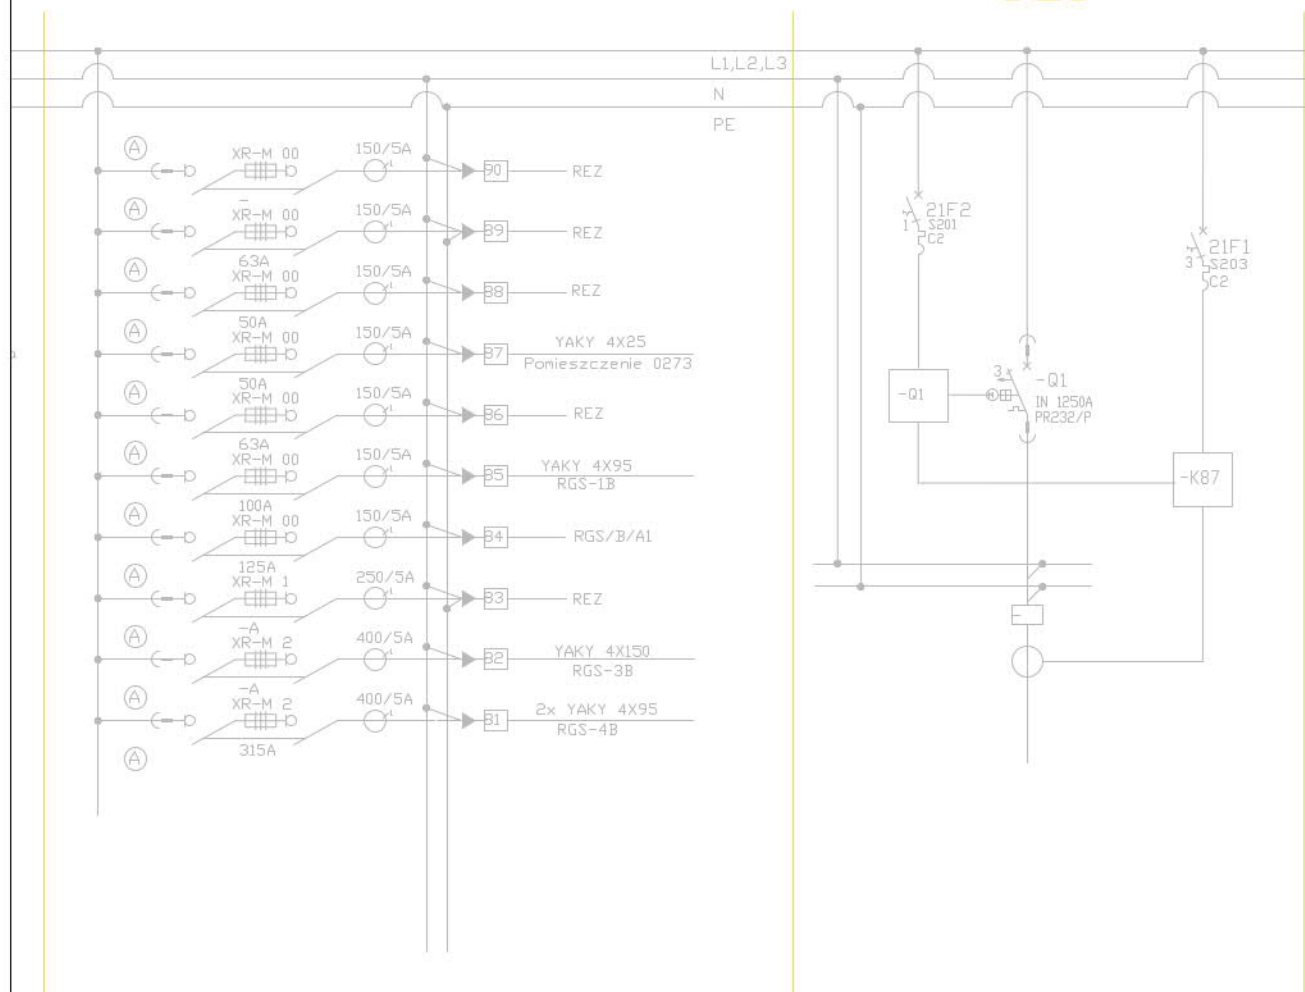 L1,L2,L3
N
PE
A XR-M 00 150/5A 90 REZ
-
A XR-M 00 150/5A 89 REZ
63A
A XR-M 00 150/5A 88 REZ
50A
A XR-M 00 150/5A 87 YAKY 4X25
Pomieszczenie 0273
50A
A XR-M 00 150/5A 86 REZ
63A
A XR-M 00 150/5A 85 YAKY 4X95
RGS-1B
100A
A XR-M 00 150/5A 84 RGS/B/A1
125A
A XR-M 1 250/5A 83 REZ
-A
A XR-M 2 400/5A 82 YAKY 4X150
RGS-3B
-A
A XR-M 2 400/5A 81 2x YAKY 4X95
RGS-4B
315A
A
21F2
S201
1
C2
21F1
3 S203
C2
-Q1
3
-Q1
IN 1250A
PR232/P
-K87